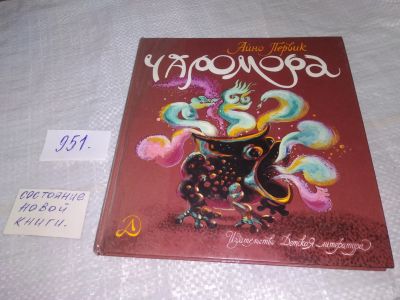 Айно Первик
Чаромора
951.
СОСТОЯНИЕ
НОВОЙ
КНИГИ.
Издательство Детская литература